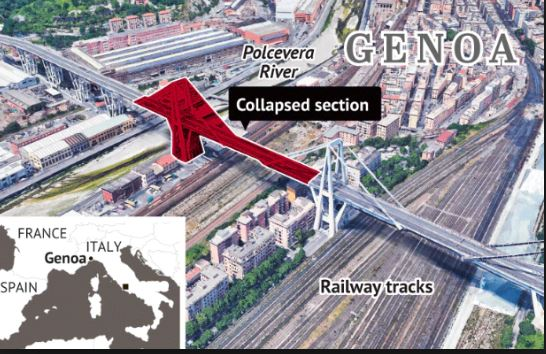 GENOA
Polcevera
River
Collapsed section
FRANCE
ITALY
Genoa
SPAIN
Railway tracks